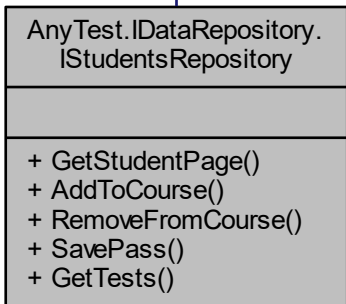 AnyTest.IDataRepository.
IStudentsRepository
+ GetStudentPage()
+ AddToCourse()
+ RemoveFromCourse()
+ SavePass()
+ GetTests()